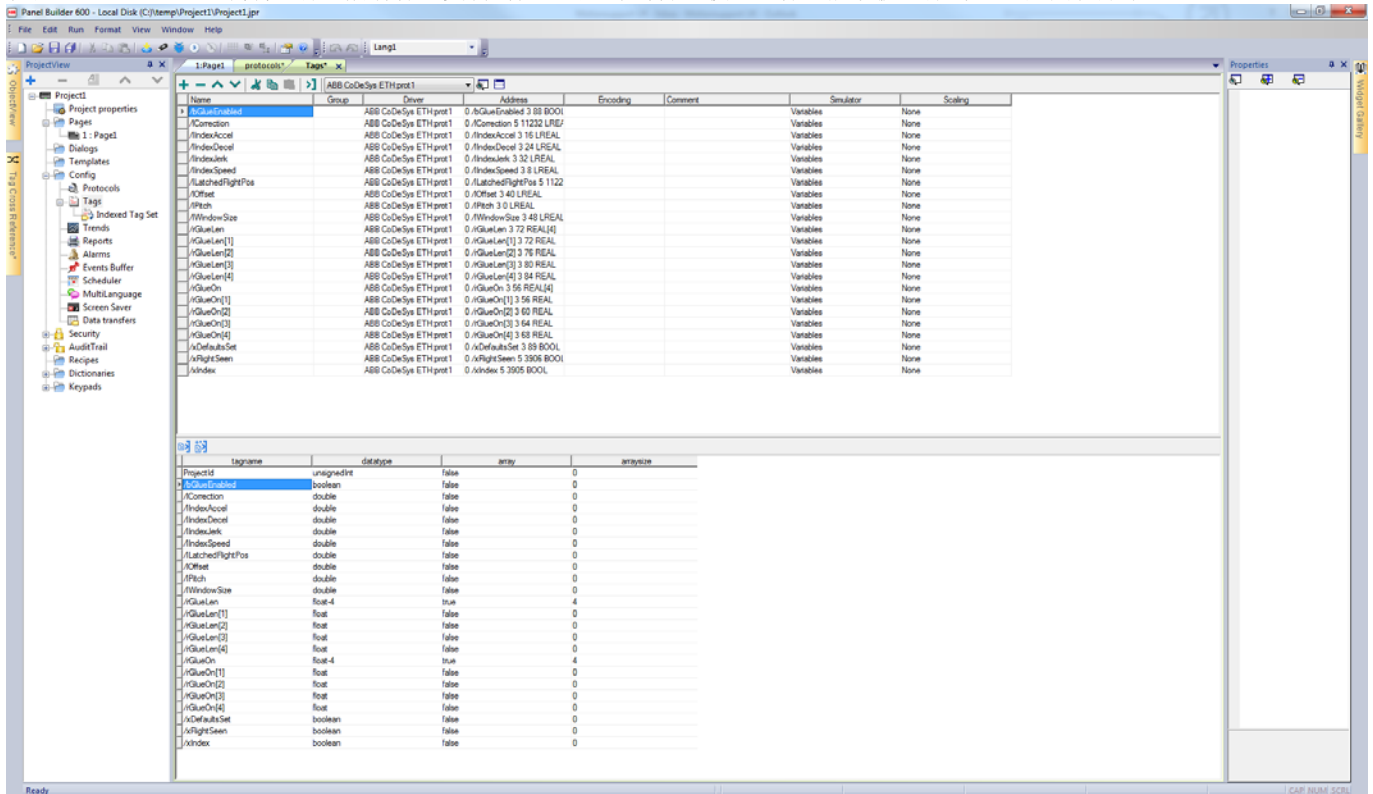 Panel Builder 600 - Local Disk (C:)\temp\Project1\Project1.jpr
File Edit Run Format View Window Help
Lang1
ProjectView
1:Page1 protocols* Tags* x
Properties
ObjectView
Tag Cross Reference*
Widget Gallery
Project1
Project properties
Pages
1 : Page1
Dialogs
Templates
Config
Protocols
Tags
Indexed Tag Set
Trends
Reports
Alarms
Events Buffer
Scheduler
MultiLanguage
Screen Saver
Data transfers
Security
AuditTrail
Recipes
Dictionaries
Keypads
ABB CoDeSys ETH:prot1
Name Group Driver Address Encoding Comment Simulator Scaling
/bGlueEnabled ABB CoDeSys ETH:prot1 0 ./bGlueEnabled 3 88 BOOL Variables None
/lCorrection ABB CoDeSys ETH:prot1 0 ./lCorrection 5 11232 LREA Variables None
/lIndexAccel ABB CoDeSys ETH:prot1 0 ./lIndexAccel 3 16 LREAL Variables None
/lIndexDecel ABB CoDeSys ETH:prot1 0 ./lIndexDecel 3 24 LREAL Variables None
/lIndexJerk ABB CoDeSys ETH:prot1 0 ./lIndexJerk 3 32 LREAL Variables None
/lIndexSpeed ABB CoDeSys ETH:prot1 0 ./lIndexSpeed 3 8 LREAL Variables None
/lLatchedFlightPos ABB CoDeSys ETH:prot1 0 ./lLatchedFlightPos 5 1122 Variables None
/lOffset ABB CoDeSys ETH:prot1 0 ./lOffset 3 40 LREAL Variables None
/lPitch ABB CoDeSys ETH:prot1 0 ./lPitch 3 0 LREAL Variables None
/lWindowSize ABB CoDeSys ETH:prot1 0 ./lWindowSize 3 48 LREAL Variables None
/rGlueLen ABB CoDeSys ETH:prot1 0 ./rGlueLen 3 72 REAL[4] Variables None
/rGlueLen[1] ABB CoDeSys ETH:prot1 0 ./rGlueLen[1] 3 72 REAL Variables None
/rGlueLen[2] ABB CoDeSys ETH:prot1 0 ./rGlueLen[2] 3 76 REAL Variables None
/rGlueLen[3] ABB CoDeSys ETH:prot1 0 ./rGlueLen[3] 3 80 REAL Variables None
/rGlueLen[4] ABB CoDeSys ETH:prot1 0 ./rGlueLen[4] 3 84 REAL Variables None
/rGlueOn ABB CoDeSys ETH:prot1 0 ./rGlueOn 3 56 REAL[4] Variables None
/rGlueOn[1] ABB CoDeSys ETH:prot1 0 ./rGlueOn[1] 3 56 REAL Variables None
/rGlueOn[2] ABB CoDeSys ETH:prot1 0 ./rGlueOn[2] 3 60 REAL Variables None
/rGlueOn[3] ABB CoDeSys ETH:prot1 0 ./rGlueOn[3] 3 64 REAL Variables None
/rGlueOn[4] ABB CoDeSys ETH:prot1 0 ./rGlueOn[4] 3 68 REAL Variables None
/xDefaultsSet ABB CoDeSys ETH:prot1 0 ./xDefaultsSet 3 89 BOOL Variables None
/xFlightSeen ABB CoDeSys ETH:prot1 0 ./xFlightSeen 5 3906 BOOL Variables None
/xIndex ABB CoDeSys ETH:prot1 0 ./xIndex 5 3905 BOOL Variables None
tagname datatype array arraysize
ProjectId unsignedInt false 0
/bGlueEnabled boolean false 0
/lCorrection double false 0
/lIndexAccel double false 0
/lIndexDecel double false 0
/lIndexJerk double false 0
/lIndexSpeed double false 0
/lLatchedFlightPos double false 0
/lOffset double false 0
/lPitch double false 0
/lWindowSize double false 0
/rGlueLen float-4 true 4
/rGlueLen[1] float false 0
/rGlueLen[2] float false 0
/rGlueLen[3] float false 0
/rGlueLen[4] float false 0
/rGlueOn float-4 true 4
/rGlueOn[1] float false 0
/rGlueOn[2] float false 0
/rGlueOn[3] float false 0
/rGlueOn[4] float false 0
/xDefaultsSet boolean false 0
/xFlightSeen boolean false 0
/xIndex boolean false 0
Ready
CAP NUM SCRL